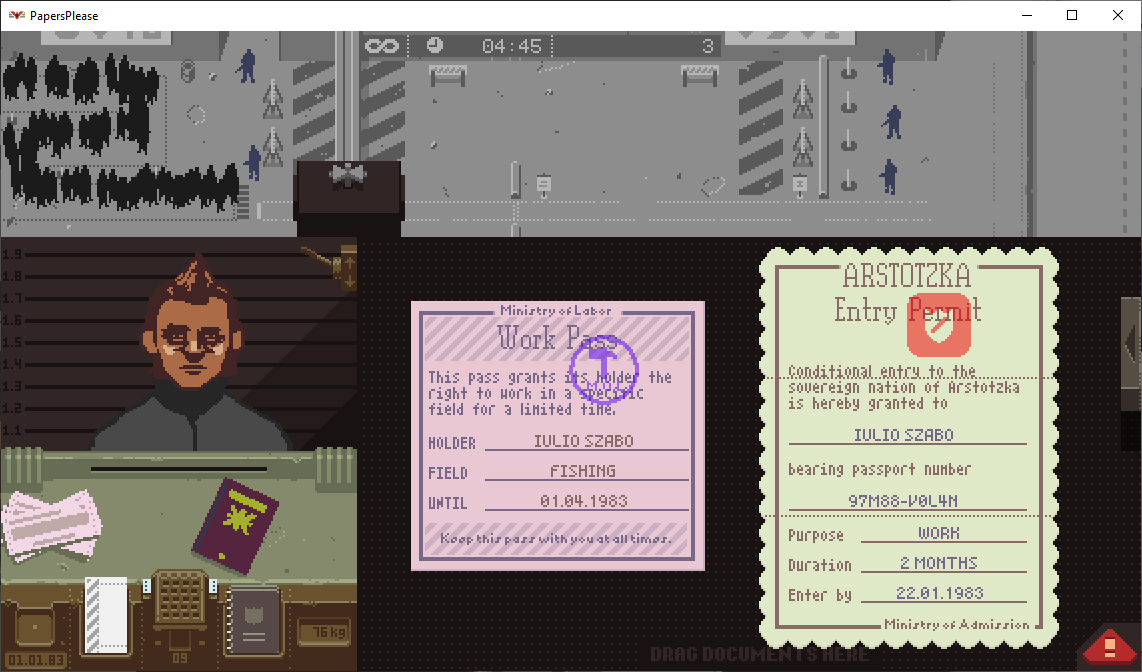 PapersPlease
04:45
3
1.9
1.8
1.7
1.6
1.5
1.4
1.3
1.2
1.1
Ministry of Labor
Work Pass
This pass grants its holder the
right to work in a specific
field for a limited time.
HOLDER IULIO SZABO
FIELD FISHING
UNTIL 01.04.1983
Keep this pass with you at all times.
M.O.L
ARSTOTZKA
Entry Permit
Conditional entry to the
sovereign nation of Arstotzka
is hereby granted to
IULIO SZABO
bearing passport number
97M88-V0L4N
Purpose WORK
Duration 2 MONTHS
Enter by 22.01.1983
Ministry of Admission
01.01.83
09
76kg
DRAG DOCUMENTS HERE